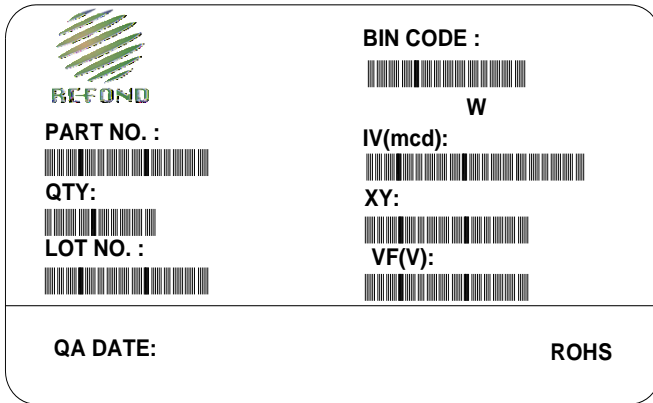 REFOND
PART NO. :
QTY:
LOT NO. :
BIN CODE :
W
IV(mcd):
XY:
VF(V):
QA DATE:
ROHS